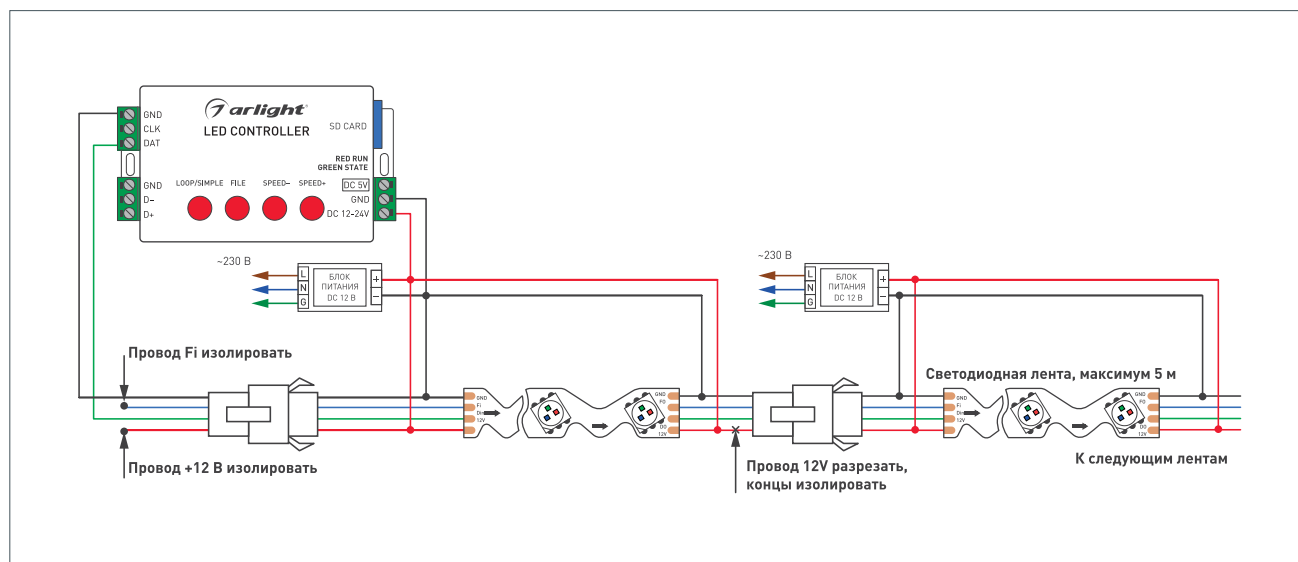 arlight
LED CONTROLLER
SD CARD
RED RUN
GREEN STATE
GND
CLK
DAT
GND
D–
D+
LOOP/SIMPLE
FILE
SPEED–
SPEED+
DC 5V
GND
DC 12-24V
~230 В
L
N
G
БЛОК
ПИТАНИЯ
DC 12 В
+
–
~230 В
L
N
G
БЛОК
ПИТАНИЯ
DC 12 В
+
–
Провод Fi изолировать
Провод +12 В изолировать
GND
Fi
Di
12V
GND
FO
DO
12V
Провод 12V разрезать,
концы изолировать
Светодиодная лента, максимум 5 м
GND
Fi
Di
12V
GND
FO
DO
12V
К следующим лентам